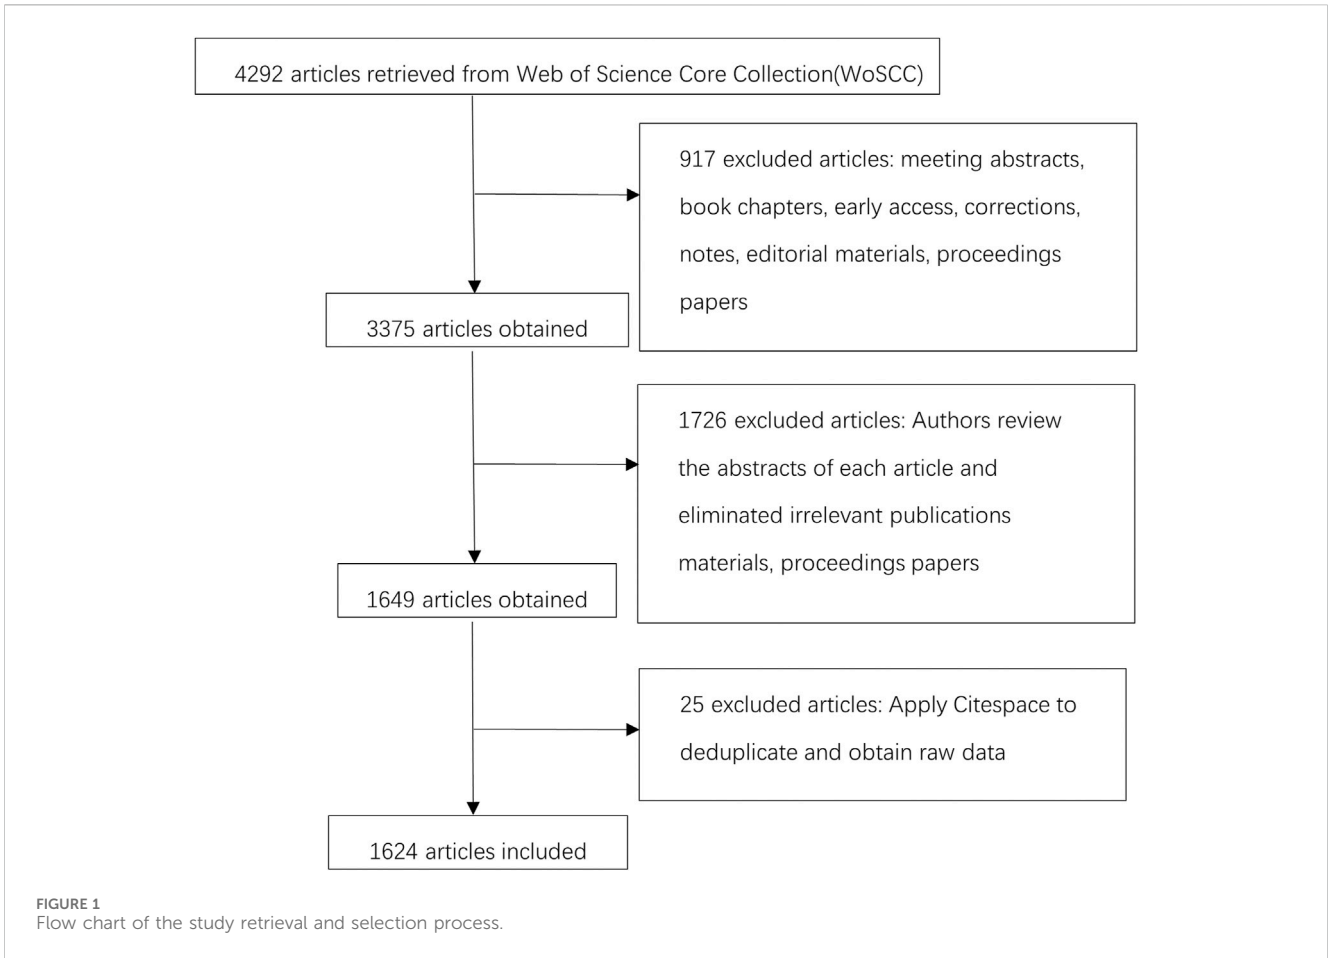 4292 articles retrieved from Web of Science Core Collection(WoSCC)
917 excluded articles: meeting abstracts,
book chapters, early access, corrections,
notes, editorial materials, proceedings
papers
3375 articles obtained
1726 excluded articles: Authors review
the abstracts of each article and
eliminated irrelevant publications
materials, proceedings papers
1649 articles obtained
25 excluded articles: Apply Citespace to
deduplicate and obtain raw data
1624 articles included
FIGURE 1
Flow chart of the study retrieval and selection process.